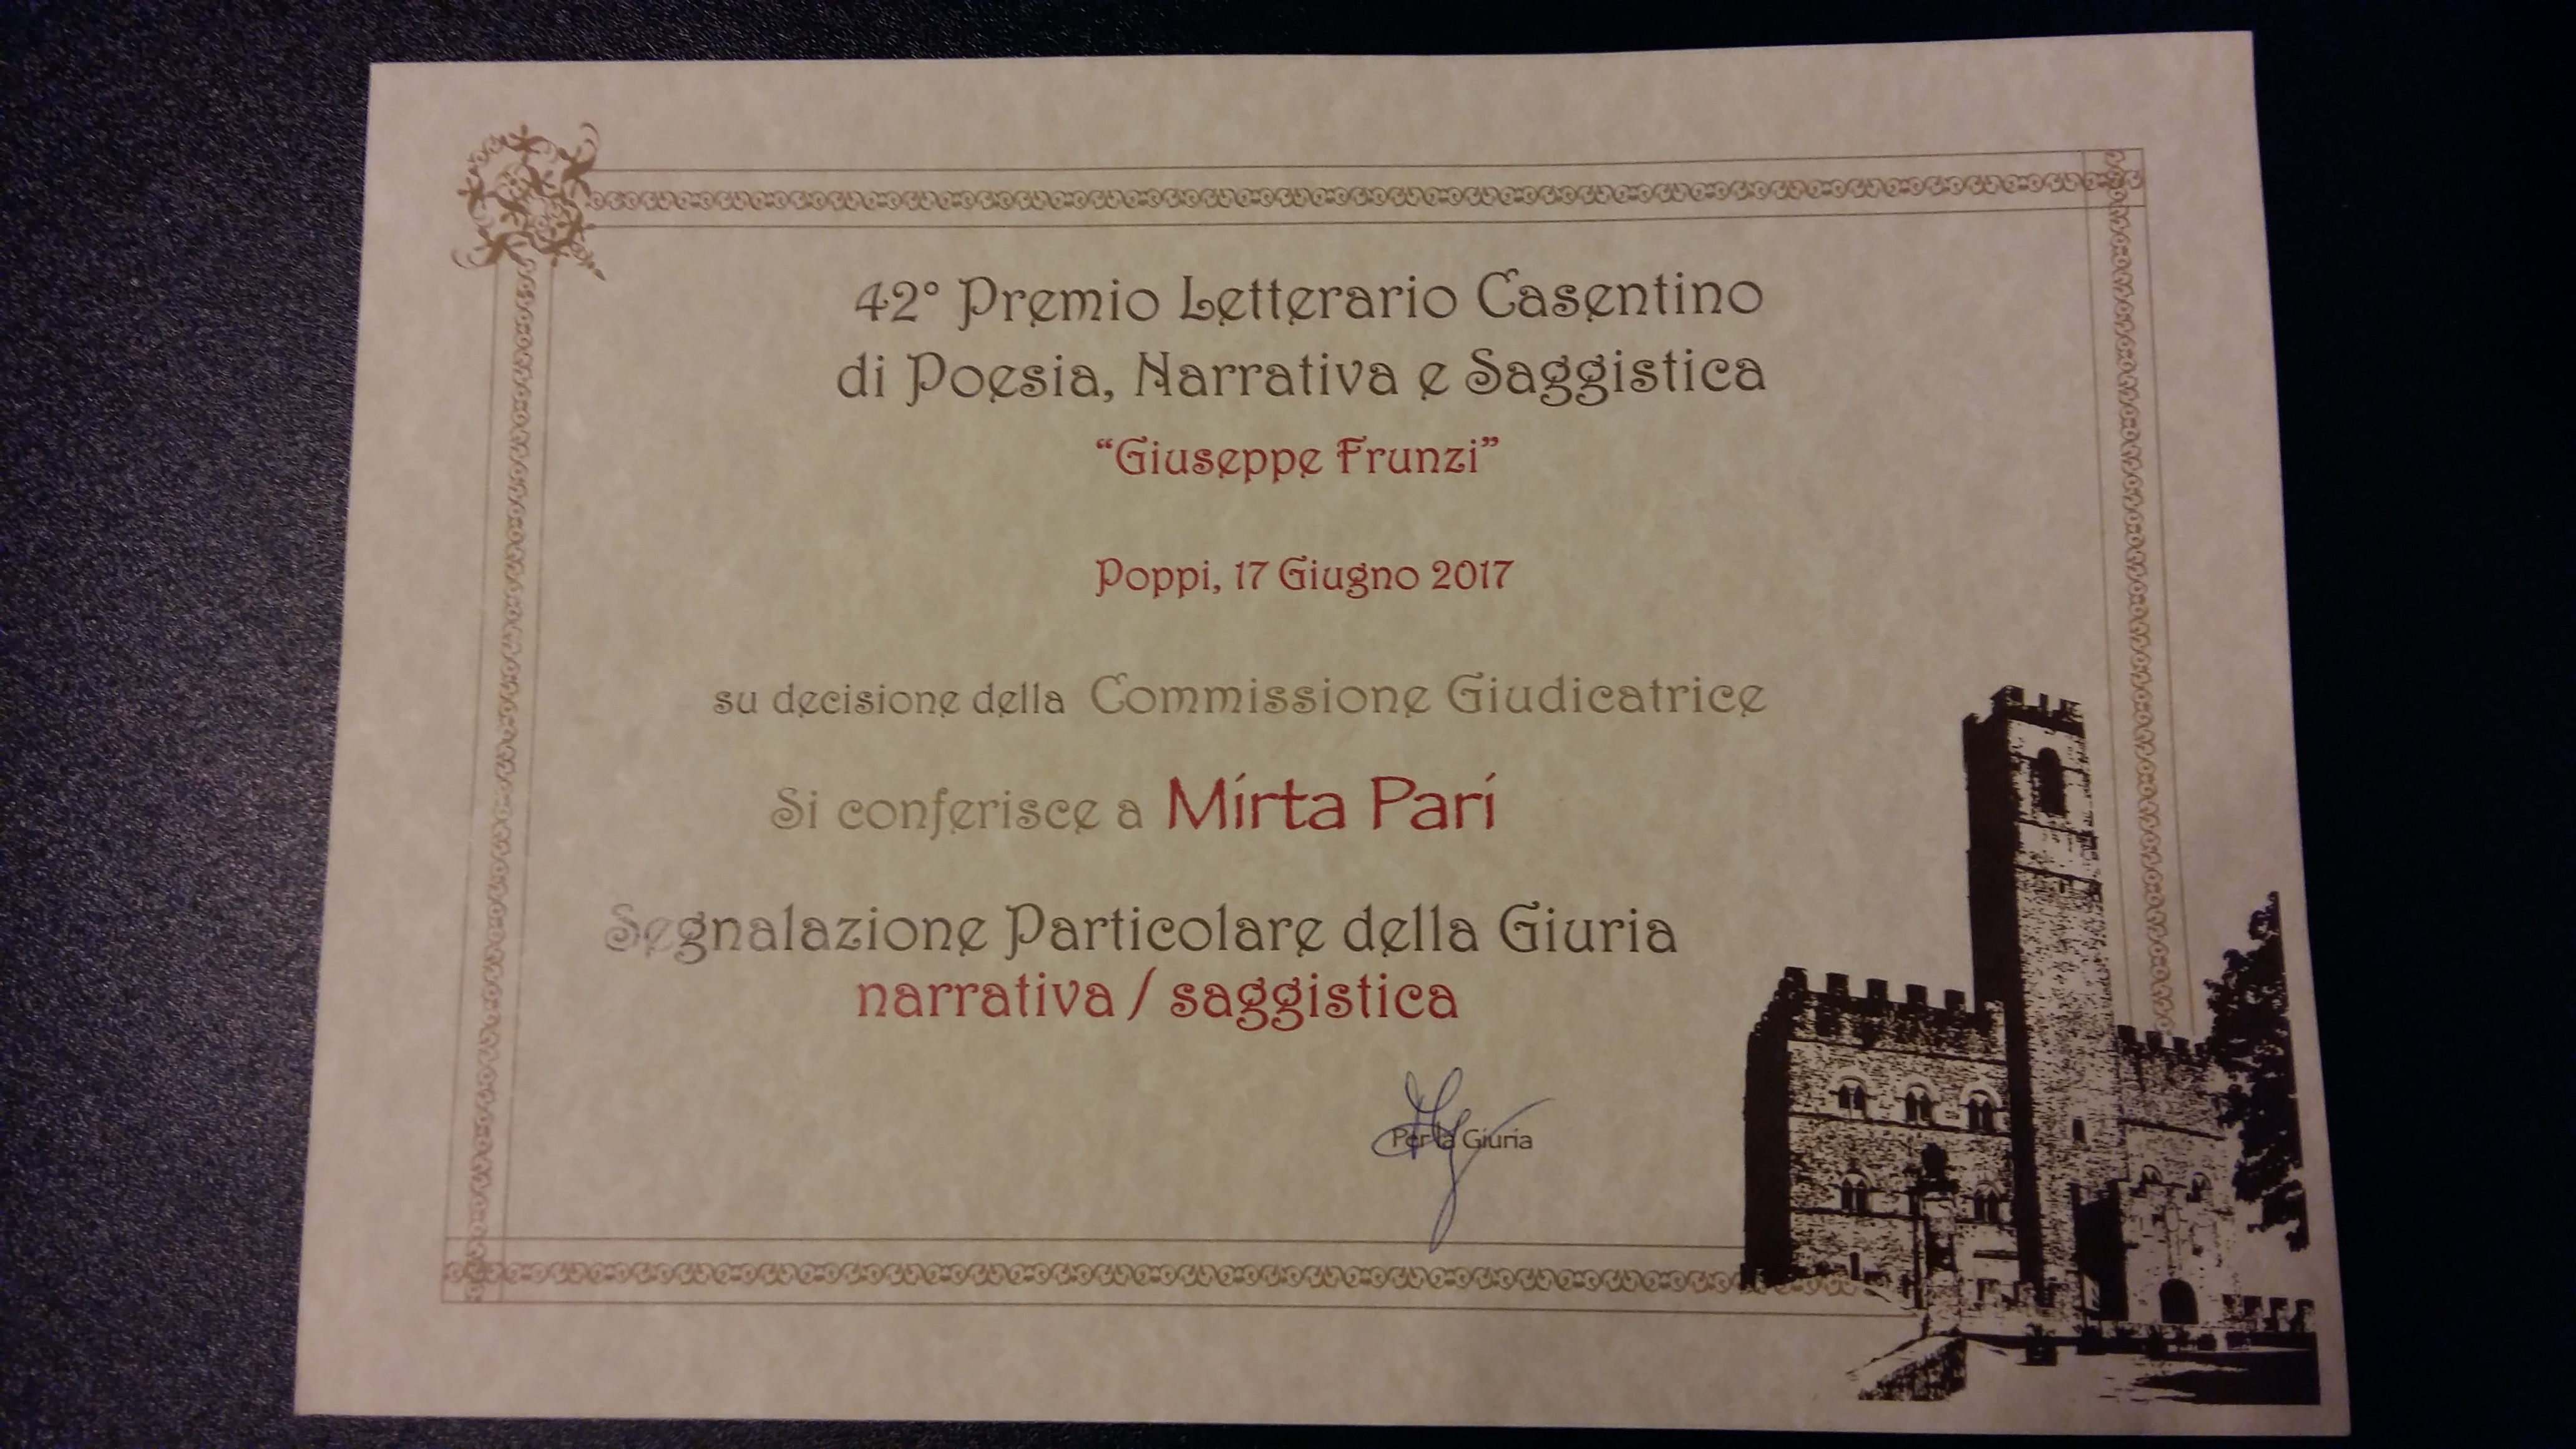 42° Premio Letterario Casentino
di Poesia, Narrativa e Saggistica
“Giuseppe Frunzi”
Poppi, 17 Giugno 2017
su decisione della Commissione Giudicatrice
Si conferisce a Mirta Pari
Segnalazione Particolare della Giuria
narrativa / saggistica
Per la Giuria